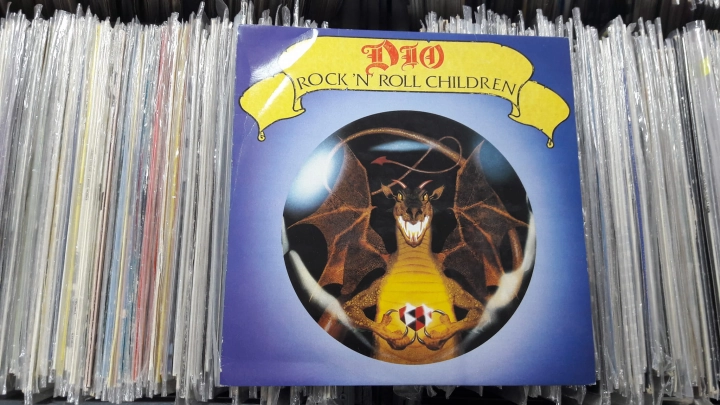 DIO
ROCK 'N' ROLL CHILDREN